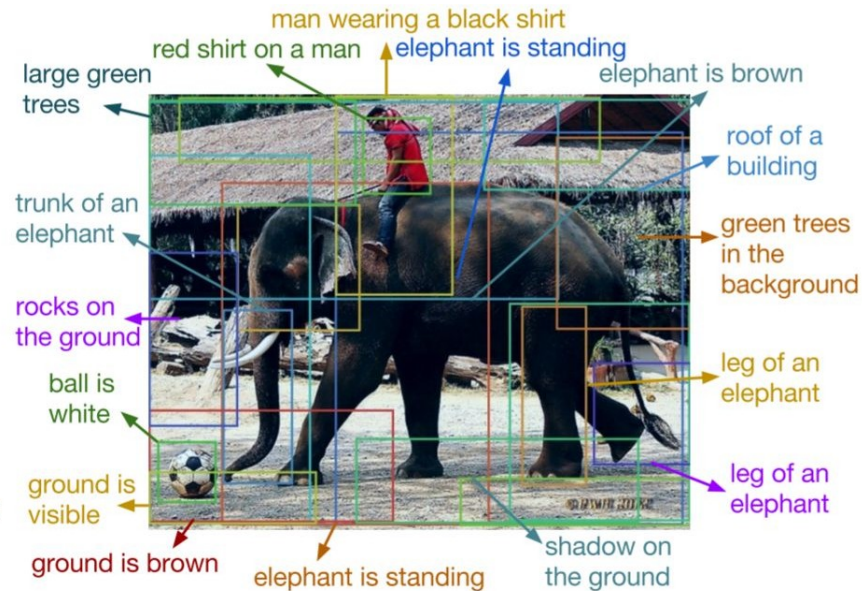 man wearing a black shirt
red shirt on a man
elephant is standing
large green
trees
elephant is brown
roof of a
building
trunk of an
elephant
green trees
in the
background
rocks on
the ground
ball is
white
leg of an
elephant
ground is
visible
leg of an
elephant
ground is brown
elephant is standing
shadow on
the ground